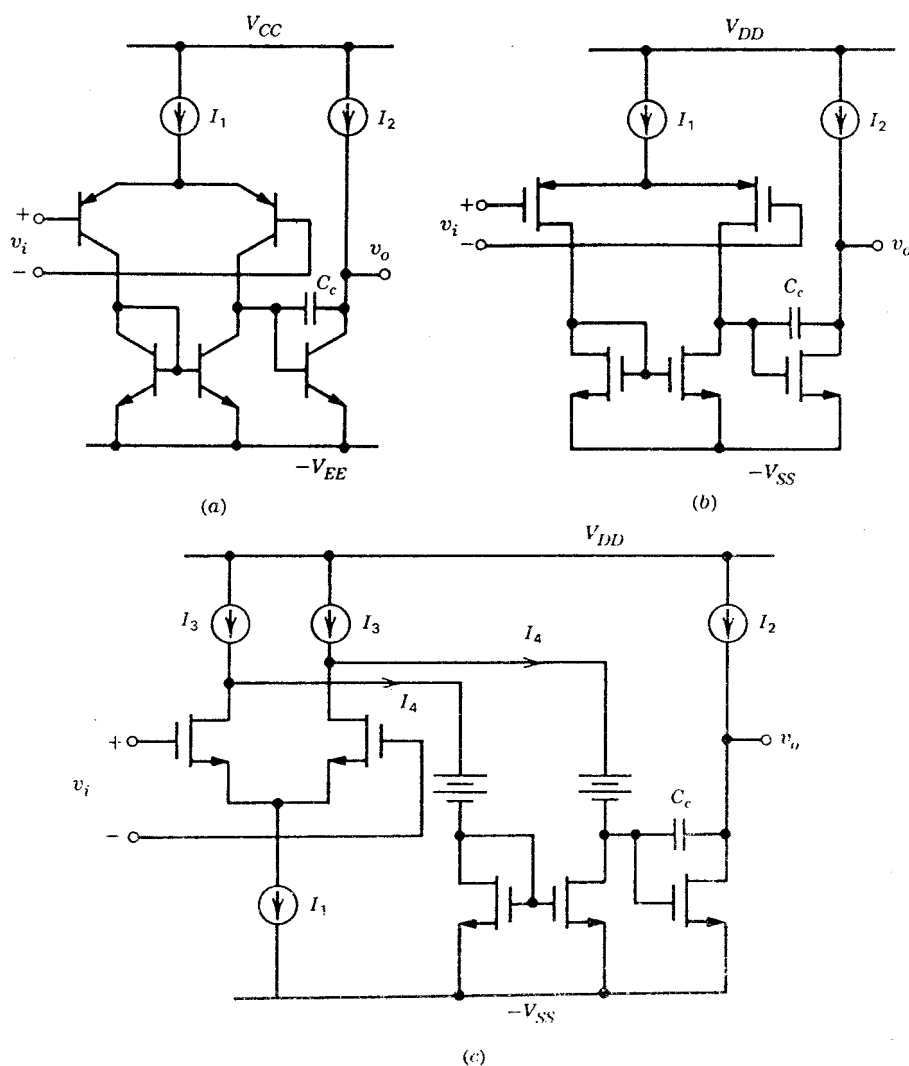 V_CC
I_1
I_2
+
v_i
−
v_o
C_c
−V_EE
(a)
V_DD
I_1
I_2
+
v_i
−
v_o
C_c
−V_SS
(b)
V_DD
I_3
I_3
I_2
I_4
I_4
+
v_i
−
v_o
C_c
I_1
−V_SS
(c)